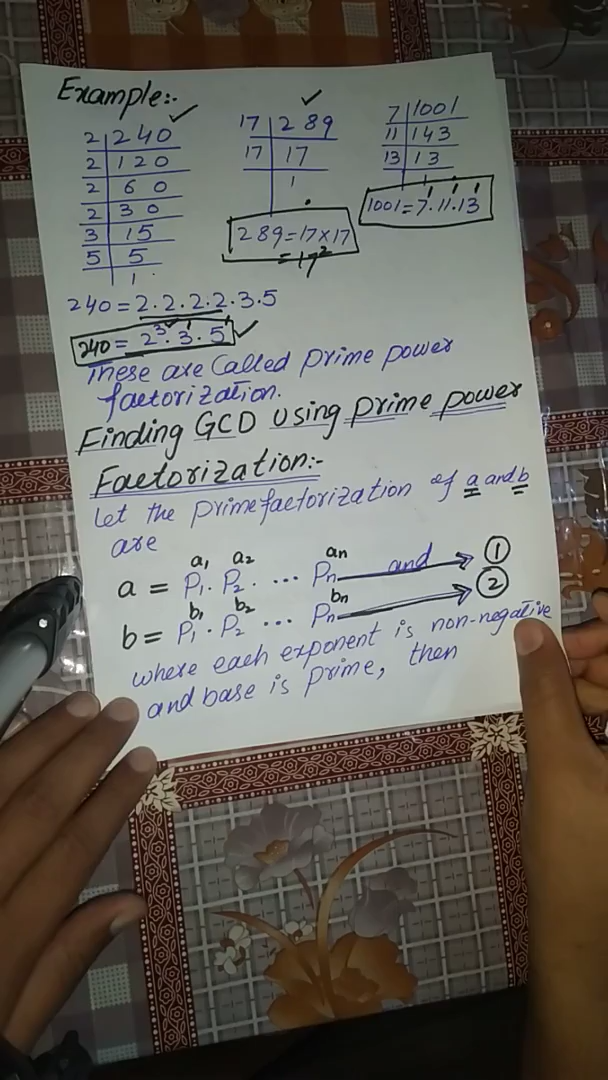 Example:-
2 | 240
2 | 120
2 | 60
2 | 30
3 | 15
5 | 5
1
17 | 289
17 | 17
1
289=17×17
=17²
7 | 1001
11 | 143
13 | 13
1
1001=7·11·13
240=2.2.2.2.3.5
240=2³·3·5
These are Called prime power
factorization.
Finding GCD Using prime power
Factorization:-
Let the primefactorization of a and b
are
a = P₁^a₁ · P₂^a₂ · ... Pn^an and → ①
b = P₁^b₁ · P₂^b₂ ... Pn^bn → ②
where each exponent is non-negative
and base is prime, then